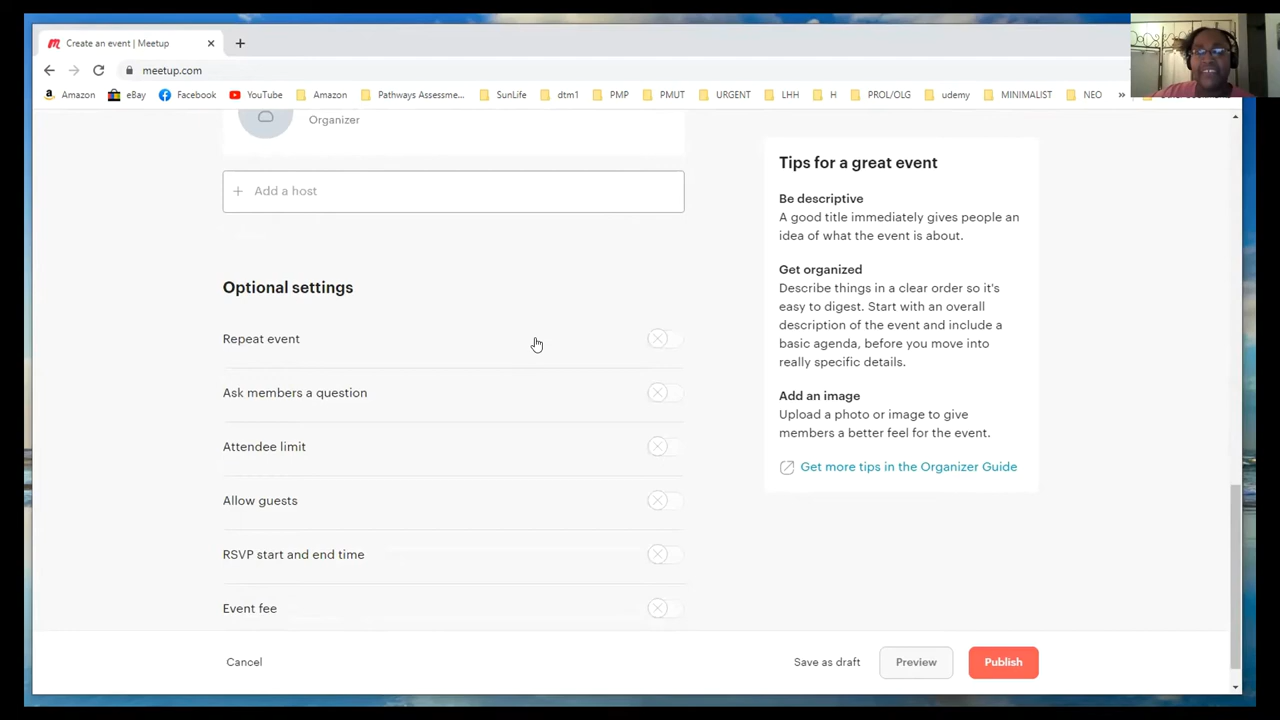 Create an event | Meetup
meetup.com
Amazon eBay Facebook YouTube Amazon Pathways Assessme... SunLife dtm1 PMP PMUT URGENT LHH H PROL/OLG udemy MINIMALIST NEO »
Organizer
+ Add a host
Optional settings
Repeat event
Ask members a question
Attendee limit
Allow guests
RSVP start and end time
Event fee
Tips for a great event
Be descriptive
A good title immediately gives people an
idea of what the event is about.
Get organized
Describe things in a clear order so it's
easy to digest. Start with an overall
description of the event and include a
basic agenda, before you move into
really specific details.
Add an image
Upload a photo or image to give
members a better feel for the event.
Get more tips in the Organizer Guide
Cancel
Save as draft
Preview
Publish